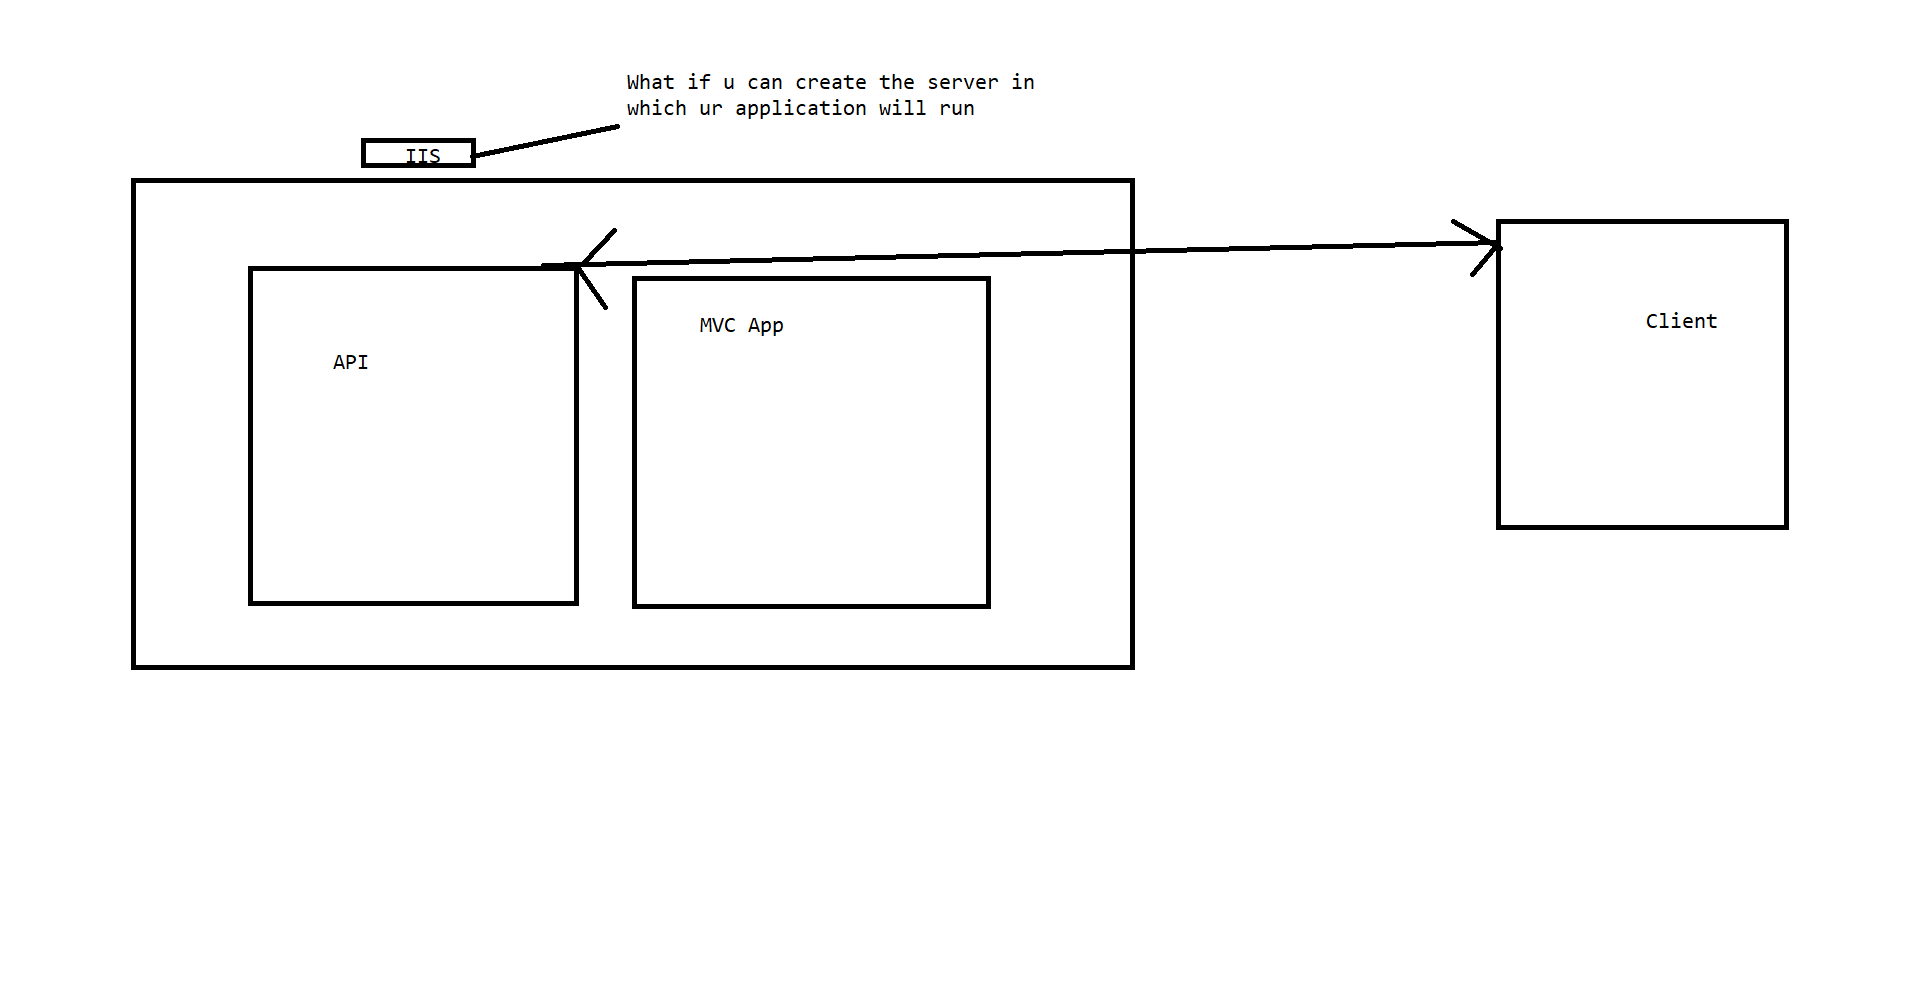 What if u can create the server in
which ur application will run
IIS
MVC App
Client
API